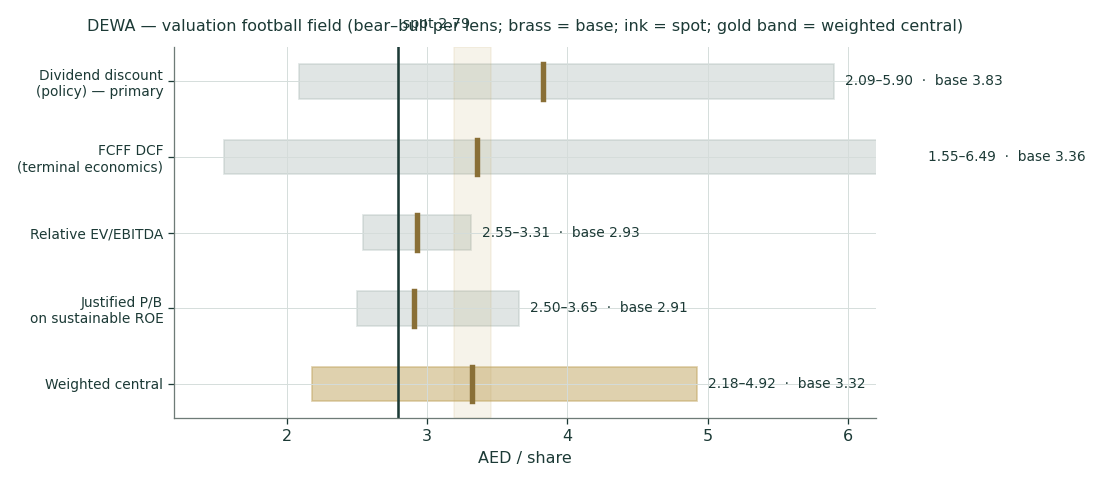 DEWA — valuation football field (bear–bull per lens; brass = base; ink = spot; gold band = weighted central)
spot 2.79
Dividend discount
(policy) — primary
2.09–5.90 · base 3.83
FCFF DCF
(terminal economics)
1.55–6.49 · base 3.36
Relative EV/EBITDA
2.55–3.31 · base 2.93
Justified P/B
on sustainable ROE
2.50–3.65 · base 2.91
Weighted central
2.18–4.92 · base 3.32
2 3 4 5 6
AED / share